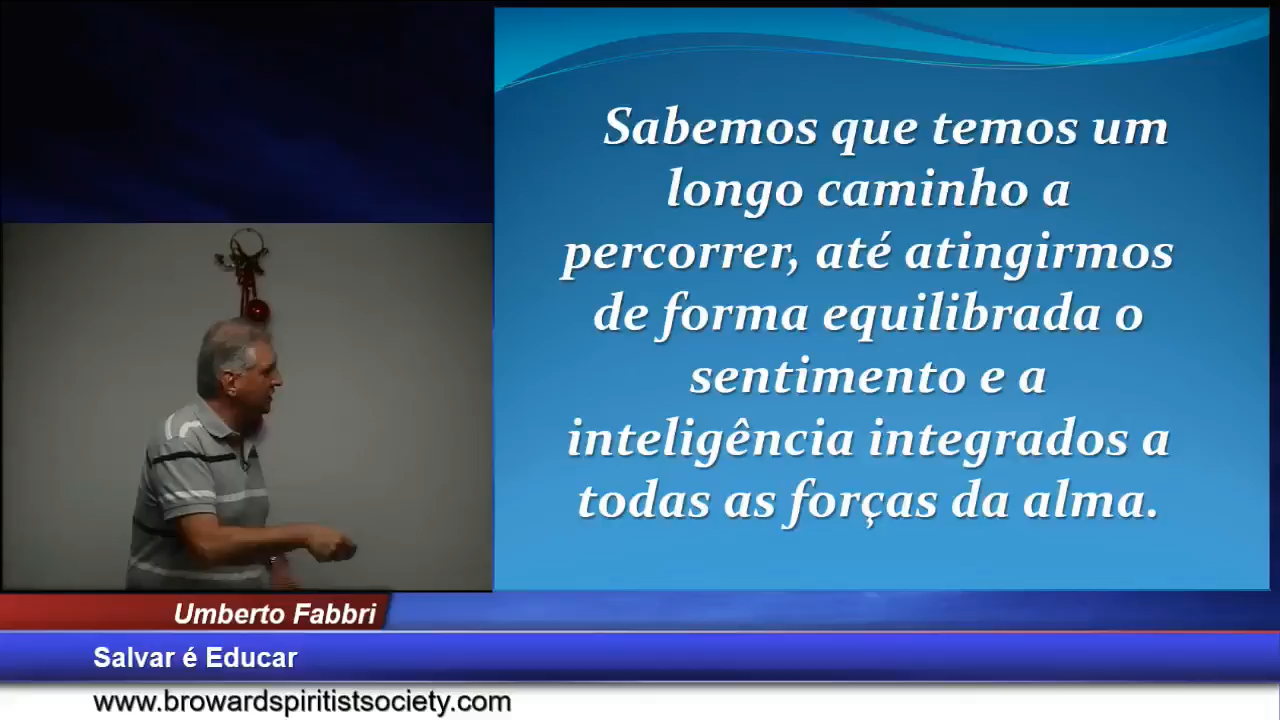 Sabemos que temos um
longo caminho a
percorrer, até atingirmos
de forma equilibrada o
sentimento e a
inteligência integrados a
todas as forças da alma.
Umberto Fabbri
Salvar é Educar
www.browardspiritistsociety.com